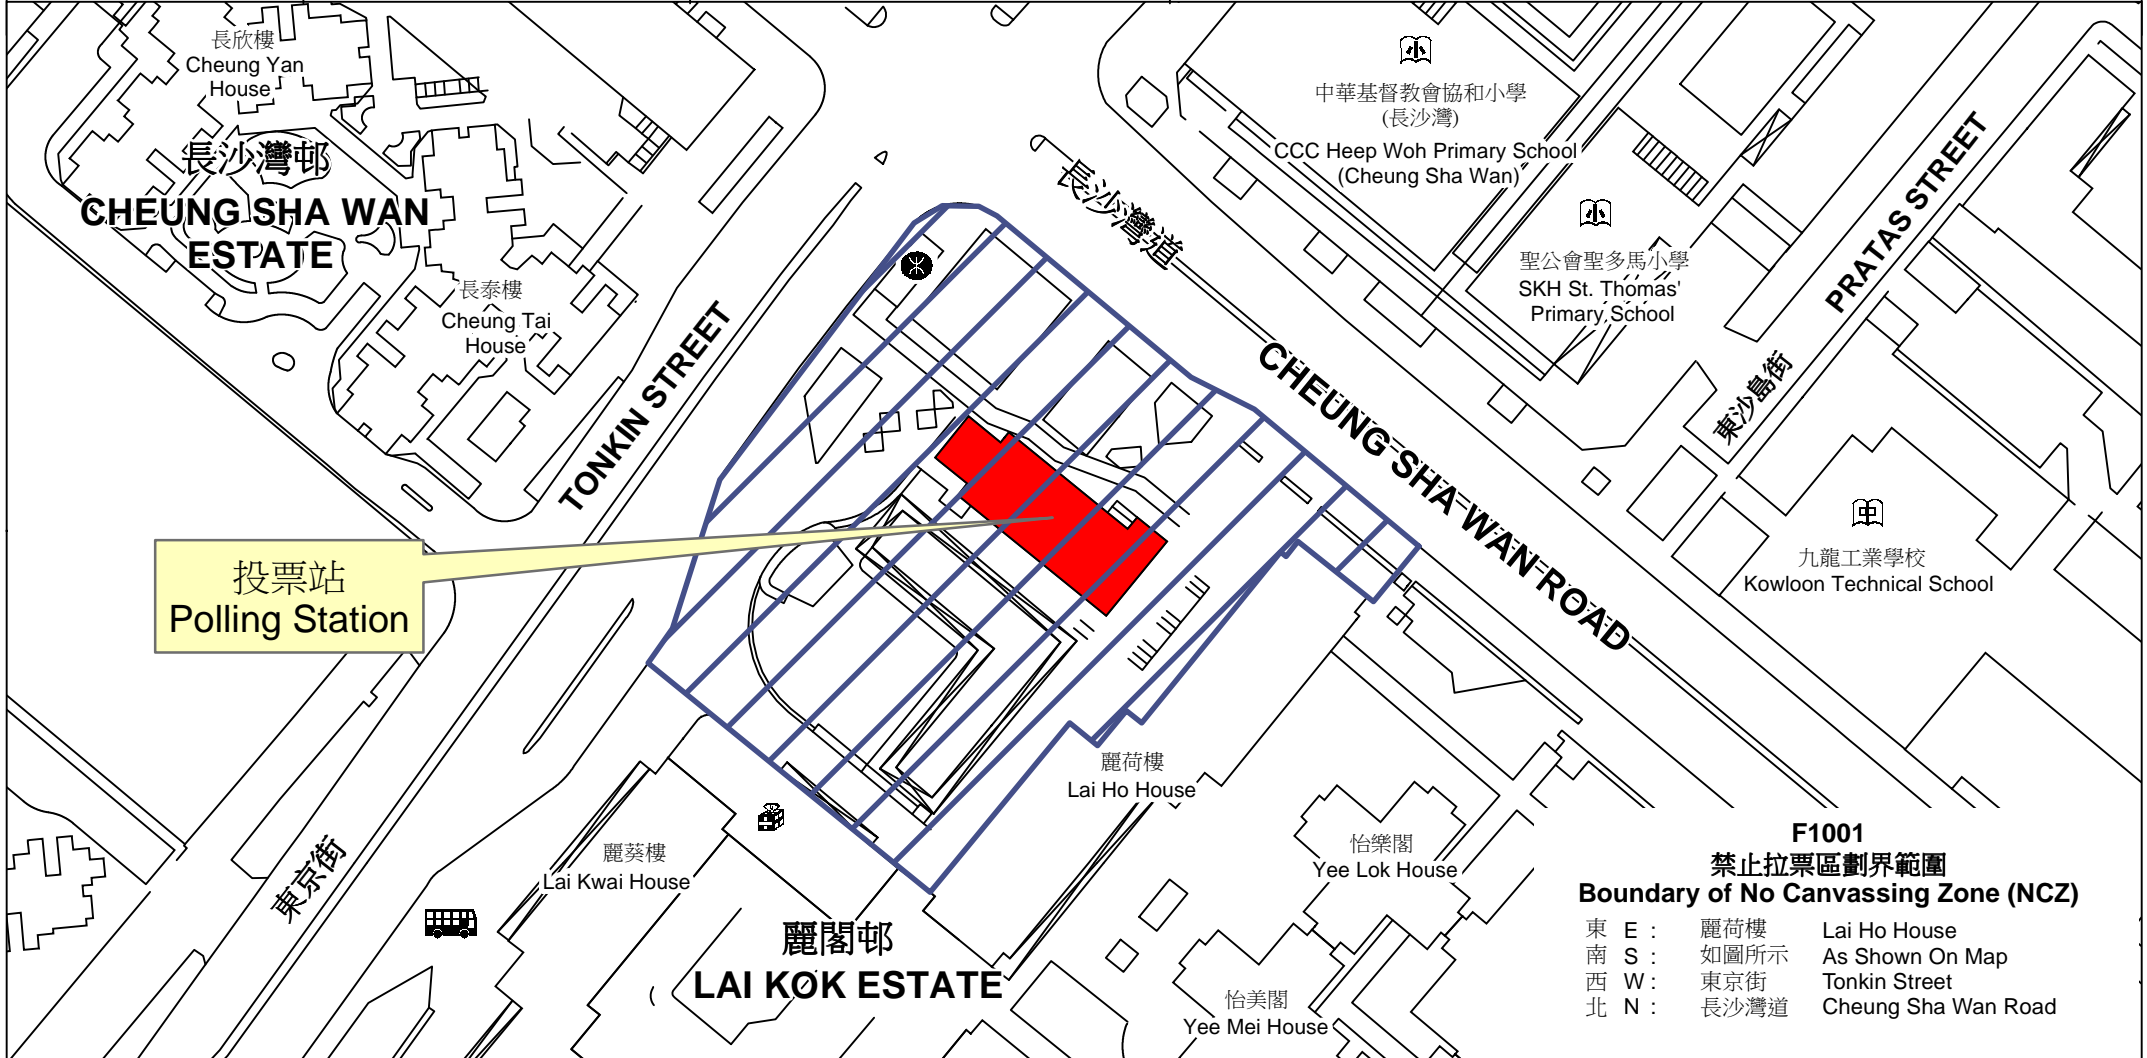 長欣樓
Cheung Yan
House
長沙灣邨
CHEUNG SHA WAN
ESTATE
長泰樓
Cheung Tai
House
小
中華基督教會協和小學
(長沙灣)
CCC Heep Woh Primary School
(Cheung Sha Wan)
小
聖公會聖多馬小學
SKH St. Thomas'
Primary School
長沙灣道
CHEUNG SHA WAN ROAD
PRATAS STREET
東沙島街
TONKIN STREET
東京街
中
九龍工業學校
Kowloon Technical School
投票站
Polling Station
麗荷樓
Lai Ho House
麗葵樓
Lai Kwai House
麗閣邨
LAI KOK ESTATE
怡樂閣
Yee Lok House
怡美閣
Yee Mei House
F1001
禁止拉票區劃界範圍
Boundary of No Canvassing Zone (NCZ)
東 E : 麗荷樓 Lai Ho House
南 S : 如圖所示 As Shown On Map
西 W : 東京街 Tonkin Street
北 N : 長沙灣道 Cheung Sha Wan Road